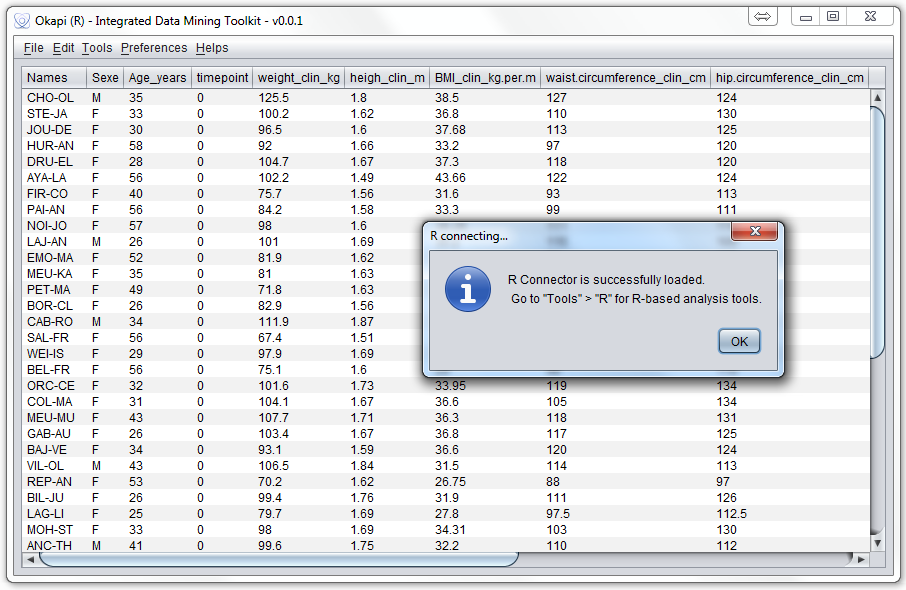 Okapi (R) - Integrated Data Mining Toolkit - v0.0.1
File Edit Tools Preferences Helps
Names Sexe Age_years timepoint weight_clin_kg heigh_clin_m BMI_clin_kg.per.m waist.circumference_clin_cm hip.circumference_clin_cm
CHO-OL M 35 0 125.5 1.8 38.5 127 124
STE-JA F 33 0 100.2 1.62 36.8 110 130
JOU-DE F 30 0 96.5 1.6 37.68 113 125
HUR-AN F 58 0 92 1.66 33.2 97 120
DRU-EL F 28 0 104.7 1.67 37.3 118 120
AYA-LA F 56 0 102.2 1.49 43.66 122 124
FIR-CO F 40 0 75.7 1.56 31.6 93 113
PAI-AN F 56 0 84.2 1.58 33.3 99 111
NOI-JO F 57 0 98 1.6
LAJ-AN M 26 0 101 1.69
EMO-MA F 52 0 81.9 1.62
MEU-KA F 35 0 81 1.63
PET-MA F 49 0 71.8 1.63
BOR-CL F 26 0 82.9 1.56
CAB-RO M 34 0 111.9 1.87
SAL-FR F 56 0 67.4 1.51
WEI-IS F 29 0 97.9 1.69
BEL-FR F 56 0 75.1 1.6
ORC-CE F 32 0 101.6 1.73 33.95 119 134
COL-MA F 31 0 104.1 1.67 36.6 105 134
MEU-MU F 43 0 107.7 1.71 36.3 118 131
GAB-AU F 26 0 103.4 1.67 36.8 117 125
BAJ-VE F 34 0 93.1 1.59 36.6 120 124
VIL-OL M 43 0 106.5 1.84 31.5 114 113
REP-AN F 53 0 70.2 1.62 26.75 88 97
BIL-JU F 26 0 99.4 1.76 31.9 111 126
LAG-LI F 25 0 79.7 1.69 27.8 97.5 112.5
MOH-ST F 33 0 98 1.69 34.31 103 130
ANC-TH M 41 0 99.6 1.75 32.2 110 112
R connecting...
R Connector is successfully loaded.
Go to "Tools" > "R" for R-based analysis tools.
OK